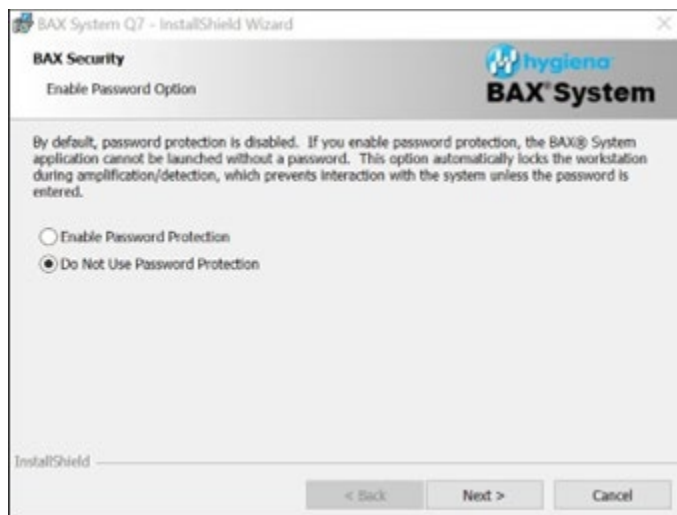 BAX System Q7 - InstallShield Wizard
BAX Security
Enable Password Option
hygiena
BAX® System
By default, password protection is disabled. If you enable password protection, the BAX® System
application cannot be launched without a password. This option automatically locks the workstation
during amplification/detection, which prevents interaction with the system unless the password is
entered.
Enable Password Protection
Do Not Use Password Protection
InstallShield
< Back
Next >
Cancel